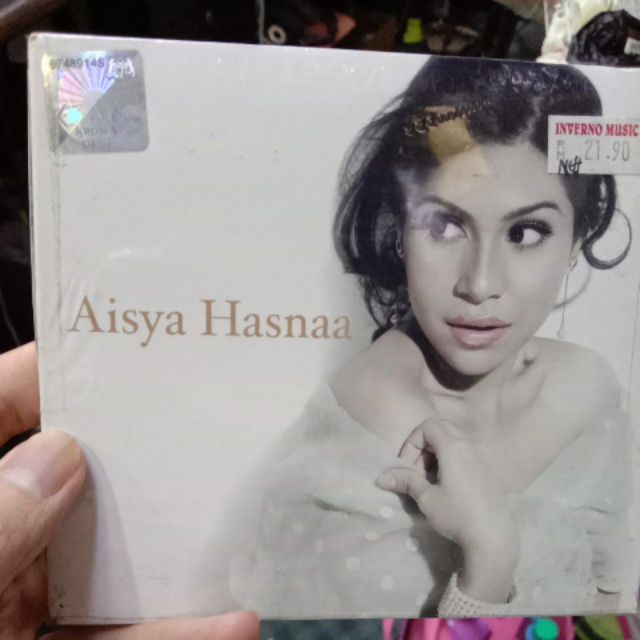 Aisya Hasnaa
INVERNO MUSIC
21.90
Nett